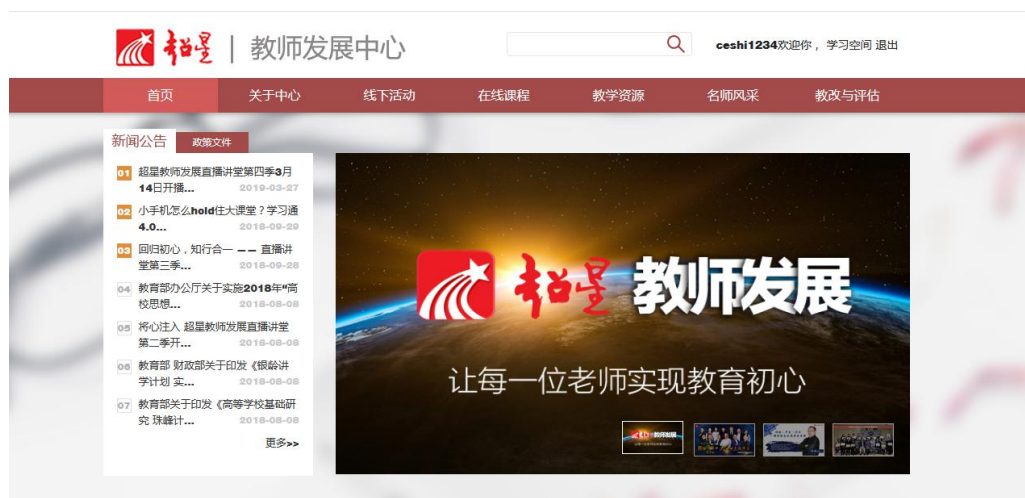 超星 | 教师发展中心
ceshi1234欢迎你， 学习空间 退出
首页 关于中心 线下活动 在线课程 教学资源 名师风采 教改与评估
新闻公告 政策文件
01 超星教师发展直播讲堂第四季3月
14日开播... 2019-03-27
02 小手机怎么hold住大课堂？学习通
4.0... 2018-09-29
03 回归初心，知行合一 —— 直播讲
堂第三季... 2018-09-28
04 教育部办公厅关于实施2018年“高
校思想... 2018-08-08
05 将心注入 超星教师发展直播讲堂
第二季开... 2018-08-08
06 教育部 财政部关于印发《银龄讲
学计划 实... 2018-08-08
07 教育部关于印发《高等学校基础研
究 珠峰计... 2018-08-08
更多>>
超星 教师发展
让每一位老师实现教育初心